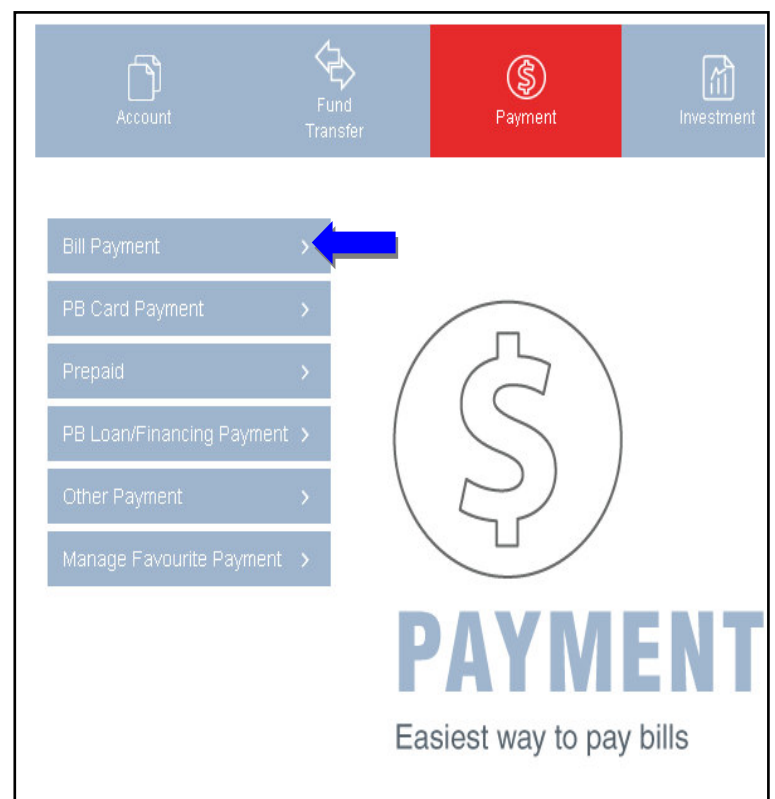 Account
Fund
Transfer
Payment
Investment
Bill Payment
PB Card Payment
Prepaid
PB Loan/Financing Payment
Other Payment
Manage Favourite Payment
PAYMENT
Easiest way to pay bills